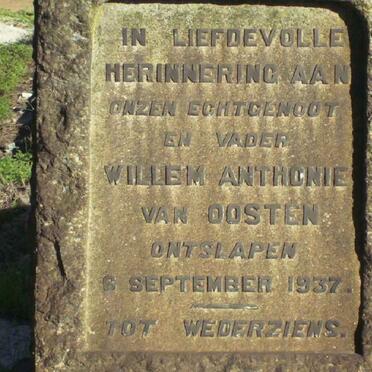 IN LIEFDEVOLLE
HERINNERING AAN
ONZEN ECHTGENOOT
EN VADER
WILLEM ANTHONIE
VAN OOSTEN
ONTSLAPEN
6 SEPTEMBER 1937.
TOT WEDERZIENS.